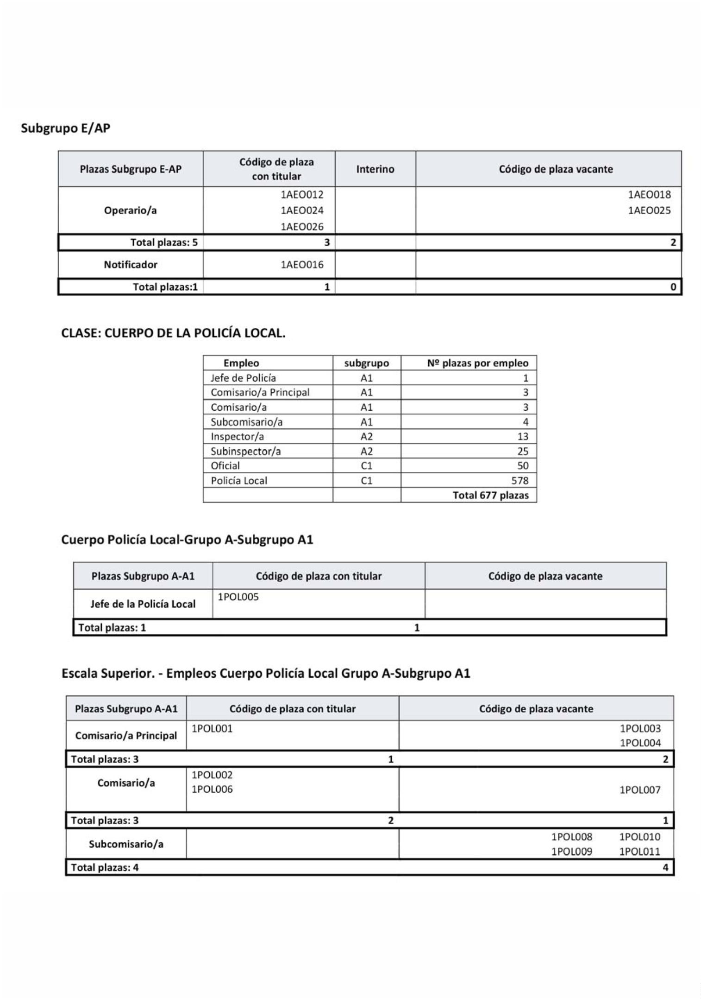 Subgrupo E/AP
Plazas Subgrupo E-AP Código de plaza con titular Interino Código de plaza vacante
1AEO012 1AEO018
Operario/a 1AEO024 1AEO025
1AEO026
Total plazas: 5 3 2
Notificador 1AEO016
Total plazas:1 1 0
CLASE: CUERPO DE LA POLICÍA LOCAL.
Empleo subgrupo Nº plazas por empleo
Jefe de Policía A1 1
Comisario/a Principal A1 3
Comisario/a A1 3
Subcomisario/a A1 4
Inspector/a A2 13
Subinspector/a A2 25
Oficial C1 50
Policía Local C1 578
Total 677 plazas
Cuerpo Policía Local-Grupo A-Subgrupo A1
Plazas Subgrupo A-A1 Código de plaza con titular Código de plaza vacante
Jefe de la Policía Local 1POL005
Total plazas: 1 1
Escala Superior. - Empleos Cuerpo Policía Local Grupo A-Subgrupo A1
Plazas Subgrupo A-A1 Código de plaza con titular Código de plaza vacante
Comisario/a Principal 1POL001 1POL003
1POL004
Total plazas: 3 1 2
Comisario/a 1POL002
1POL006 1POL007
Total plazas: 3 2 1
Subcomisario/a 1POL008 1POL010
1POL009 1POL011
Total plazas: 4 4